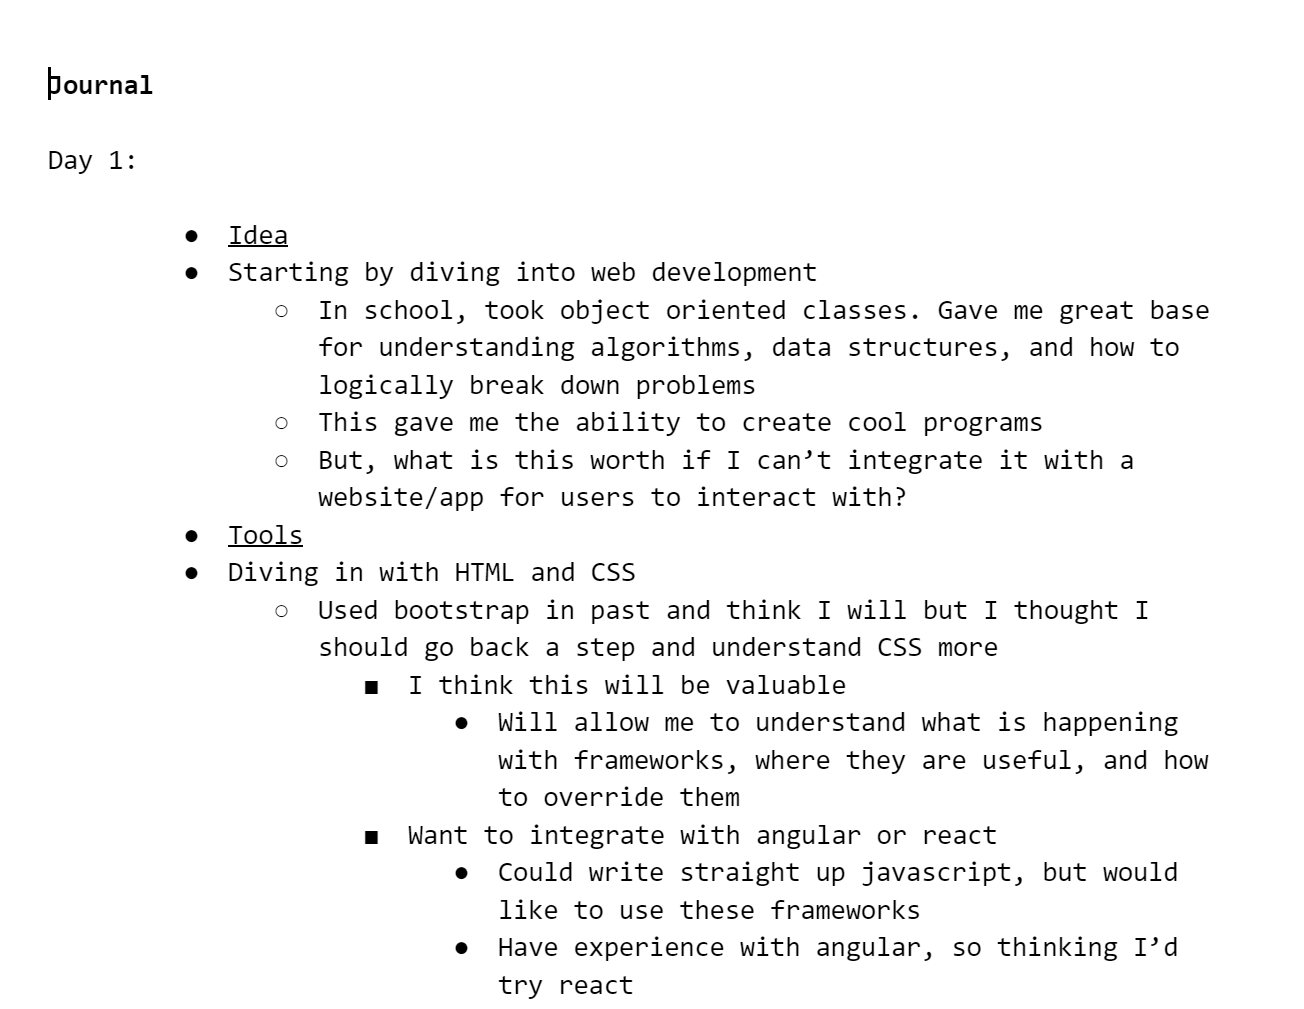 Journal
Day 1:
● Idea
● Starting by diving into web development
○ In school, took object oriented classes. Gave me great base
for understanding algorithms, data structures, and how to
logically break down problems
○ This gave me the ability to create cool programs
○ But, what is this worth if I can’t integrate it with a
website/app for users to interact with?
● Tools
● Diving in with HTML and CSS
○ Used bootstrap in past and think I will but I thought I
should go back a step and understand CSS more
■ I think this will be valuable
● Will allow me to understand what is happening
with frameworks, where they are useful, and how
to override them
■ Want to integrate with angular or react
● Could write straight up javascript, but would
like to use these frameworks
● Have experience with angular, so thinking I’d
try react